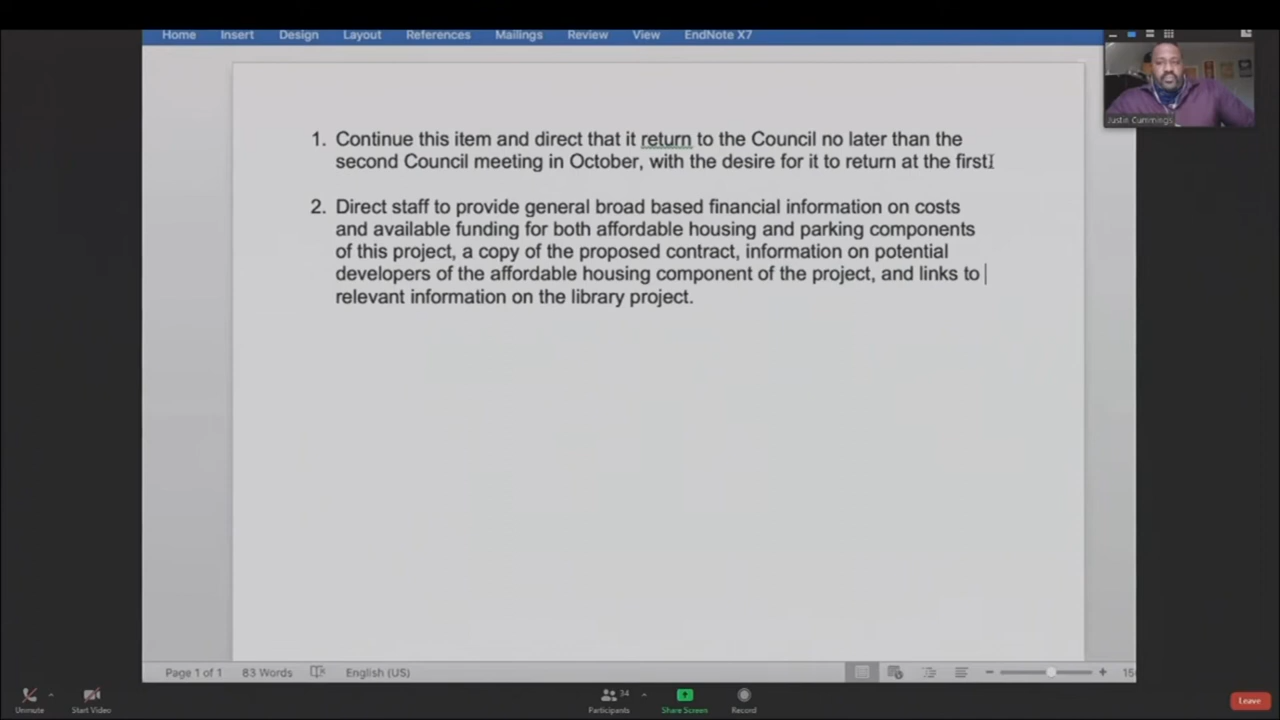 Home Insert Design Layout References Mailings Review View EndNote X7
Justin Cummings
1. Continue this item and direct that it return to the Council no later than the
second Council meeting in October, with the desire for it to return at the first
2. Direct staff to provide general broad based financial information on costs
and available funding for both affordable housing and parking components
of this project, a copy of the proposed contract, information on potential
developers of the affordable housing component of the project, and links to
relevant information on the library project.
Page 1 of 1 83 Words English (US)
15
34
Unmute Start Video Participants Share Screen Record Leave